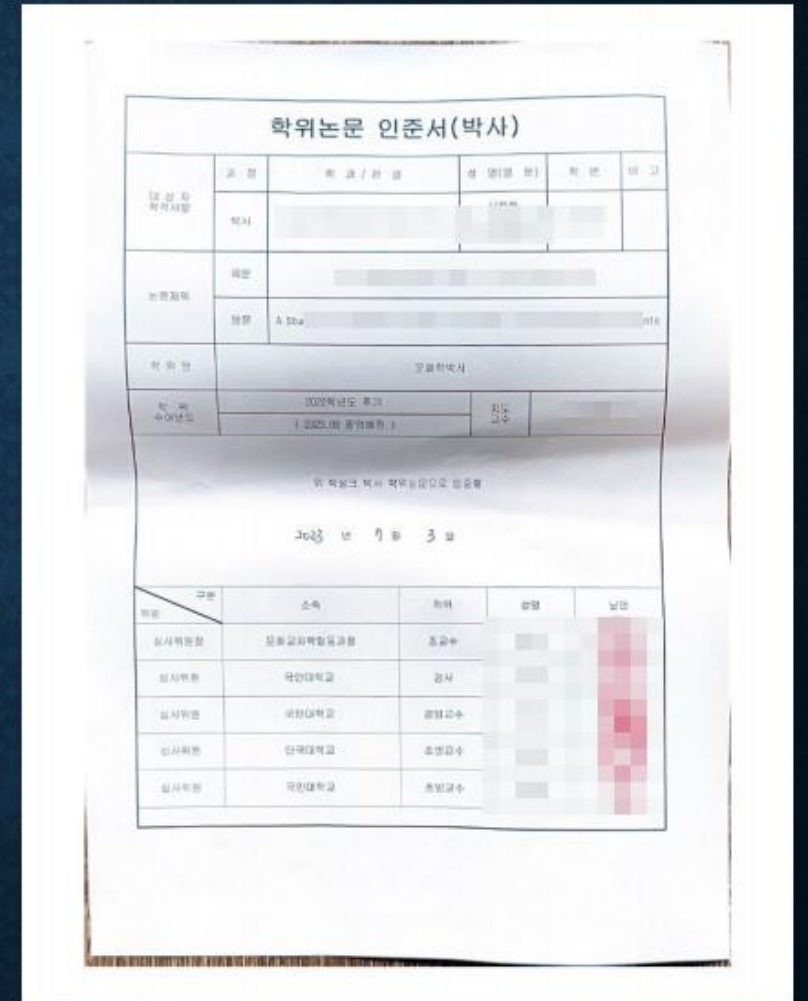 학위논문 인준서(박사)
과 정 학 과 / 전 공 성 명(영 문) 학 번 비 고
대 상 자
학적사항
박사
논문제목
국문
영문 A Stu nts
학 위 명 문화학박사
학 위
수여년도
2022학년도 후기
지도
교수
위 학생의 박사 학위논문으로 인준함
2023 년 7 월 3 일
구분
위원
소속 직위 성명 날인
심사위원장 조교수
심사위원 국민대학교 강사
심사위원 국민대학교 겸임교수
심사위원 단국대학교 초빙교수
심사위원 국민대학교 초빙교수